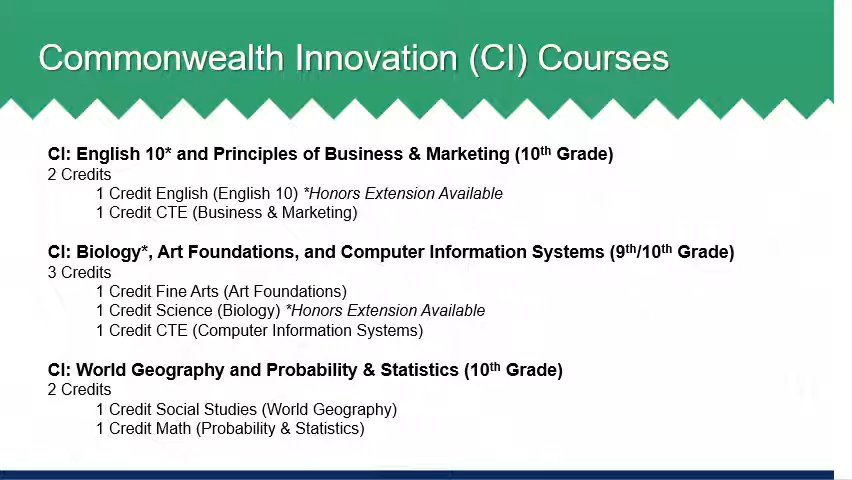 Commonwealth Innovation (CI) Courses
CI: English 10* and Principles of Business & Marketing (10th Grade)
2 Credits
1 Credit English (English 10) *Honors Extension Available
1 Credit CTE (Business & Marketing)
CI: Biology*, Art Foundations, and Computer Information Systems (9th/10th Grade)
3 Credits
1 Credit Fine Arts (Art Foundations)
1 Credit Science (Biology) *Honors Extension Available
1 Credit CTE (Computer Information Systems)
CI: World Geography and Probability & Statistics (10th Grade)
2 Credits
1 Credit Social Studies (World Geography)
1 Credit Math (Probability & Statistics)